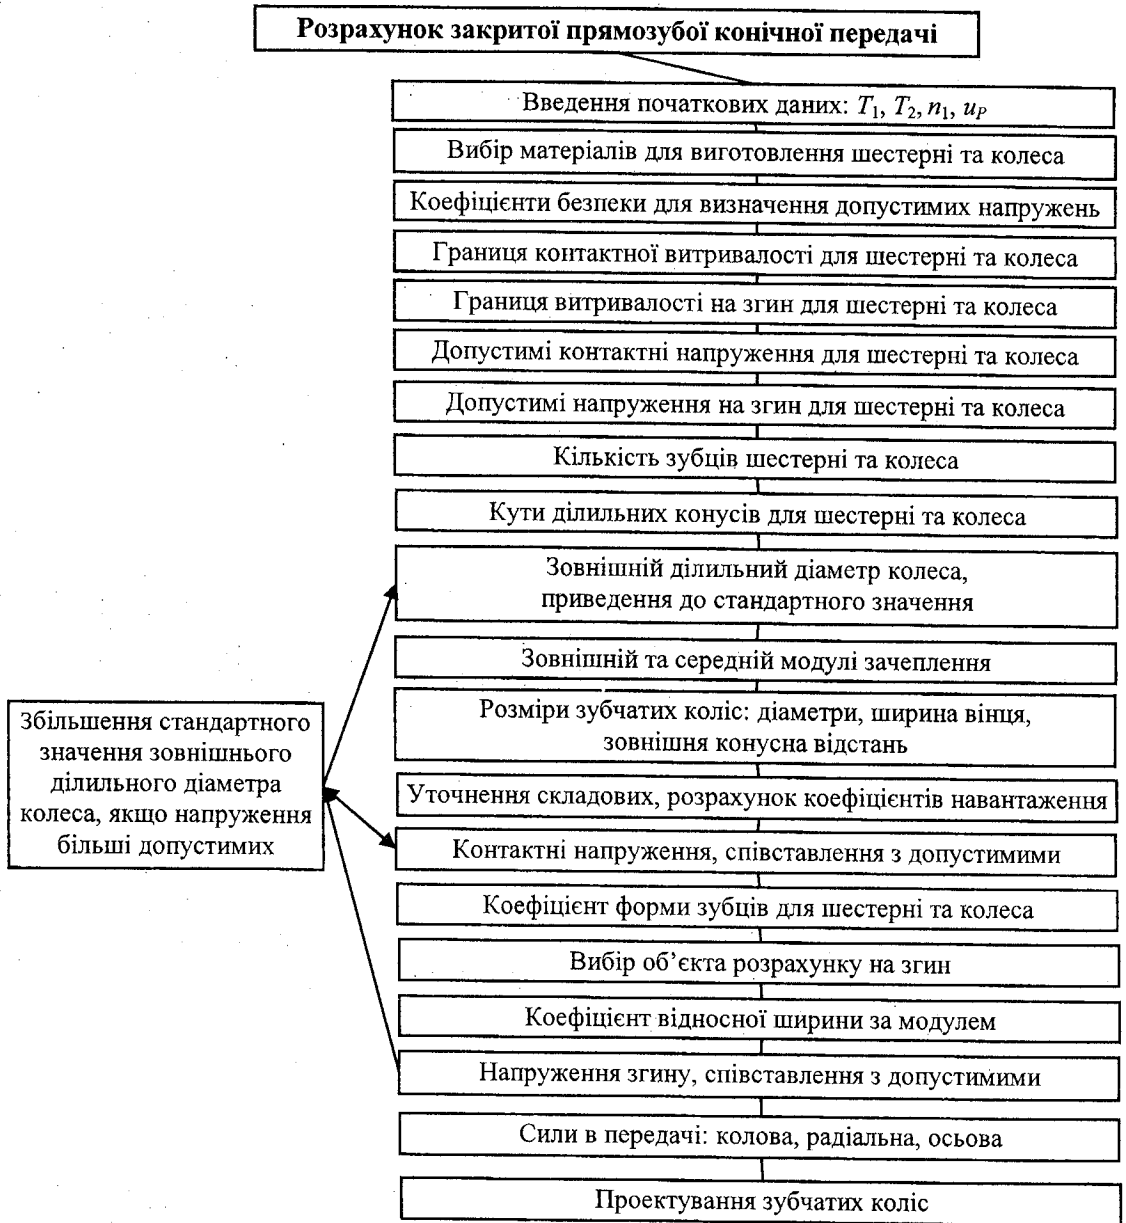 Розрахунок закритої прямозубої конічної передачі
Введення початкових даних: T₁, T₂, n₁, u_P
Вибір матеріалів для виготовлення шестерні та колеса
Коефіцієнти безпеки для визначення допустимих напружень
Границя контактної витривалості для шестерні та колеса
Границя витривалості на згин для шестерні та колеса
Допустимі контактні напруження для шестерні та колеса
Допустимі напруження на згин для шестерні та колеса
Кількість зубців шестерні та колеса
Кути ділильних конусів для шестерні та колеса
Зовнішній ділильний діаметр колеса,
приведення до стандартного значення
Зовнішній та середній модулі зачеплення
Розміри зубчатих коліс: діаметри, ширина вінця,
зовнішня конусна відстань
Збільшення стандартного
значення зовнішнього
ділильного діаметра
колеса, якщо напруження
більші допустимих
Уточнення складових, розрахунок коефіцієнтів навантаження
Контактні напруження, співставлення з допустимими
Коефіцієнт форми зубців для шестерні та колеса
Вибір об’єкта розрахунку на згин
Коефіцієнт відносної ширини за модулем
Напруження згину, співставлення з допустимими
Сили в передачі: колова, радіальна, осьова
Проектування зубчатих коліс